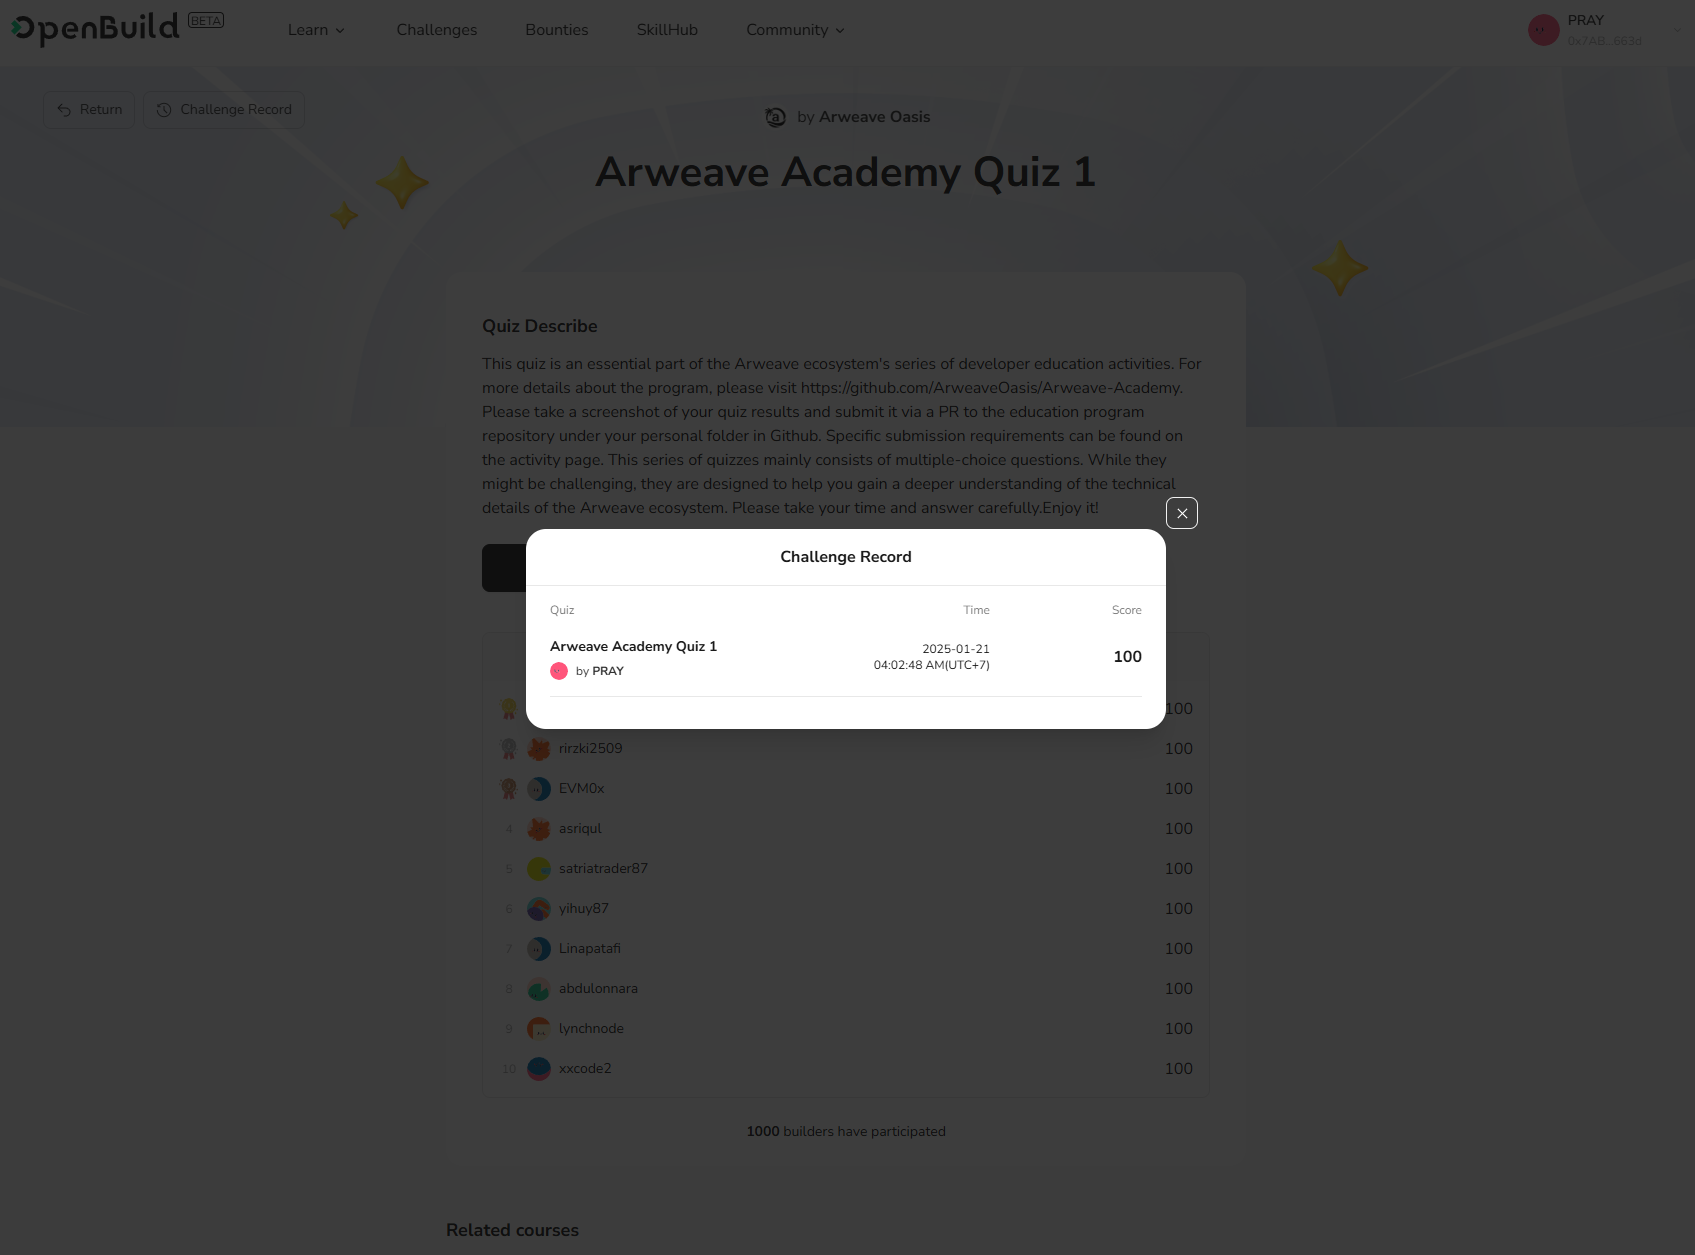 OpenBuild BETA Learn Challenges Bounties SkillHub Community PRAY
0x7AB...663d
Return Challenge Record
by Arweave Oasis
Arweave Academy Quiz 1
Quiz Describe
This quiz is an essential part of the Arweave ecosystem's series of developer education activities. For
more details about the program, please visit https://github.com/ArweaveOasis/Arweave-Academy.
Please take a screenshot of your quiz results and submit it via a PR to the education program
repository under your personal folder in Github. Specific submission requirements can be found on
the activity page. This series of quizzes mainly consists of multiple-choice questions. While they
might be challenging, they are designed to help you gain a deeper understanding of the technical
details of the Arweave ecosystem. Please take your time and answer carefully.Enjoy it!
Challenge Record
Quiz Time Score
Arweave Academy Quiz 1
by PRAY
2025-01-21
04:02:48 AM(UTC+7)
100
100
rirzki2509 100
EVM0x 100
4 asriqul 100
5 satriatrader87 100
6 yihuy87 100
7 Linapatafi 100
8 abdulonnara 100
9 lynchnode 100
10 xxcode2 100
1000 builders have participated
Related courses